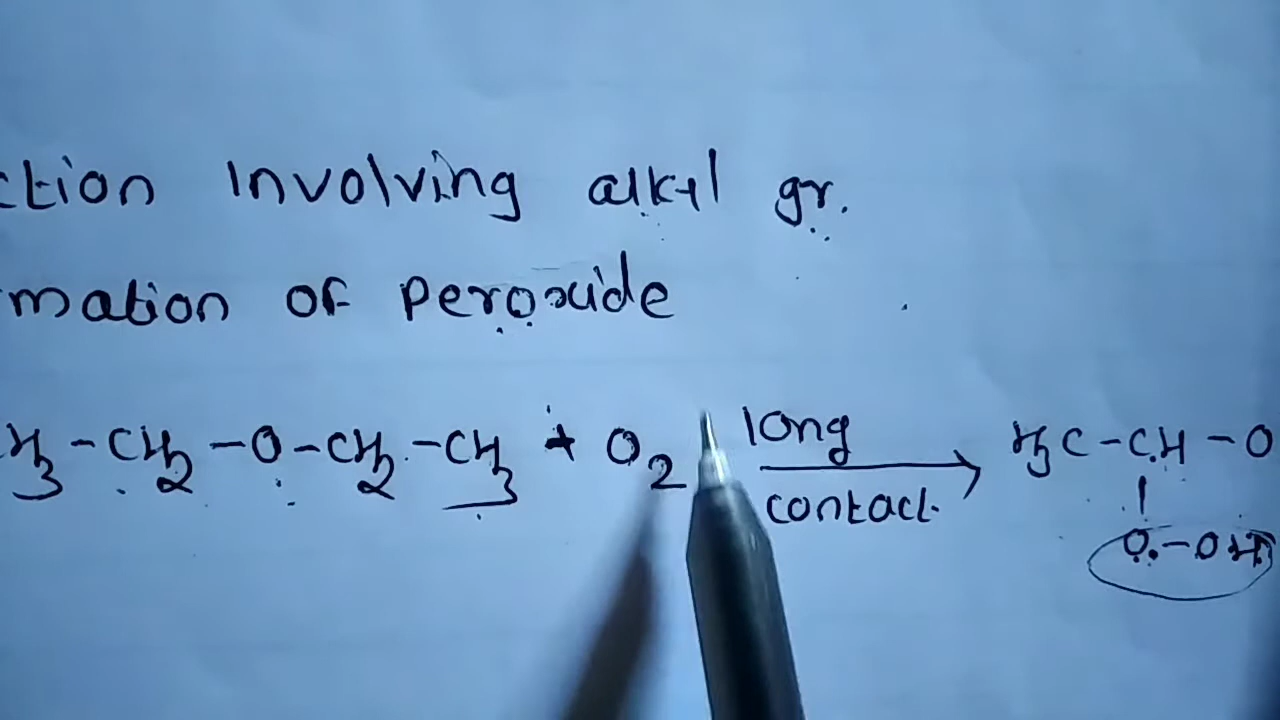 ction Involving alkyl gr.
mation of peroxide
H3-CH2-O-CH2-CH3 + O2 long contact. → H3C-CH-O
|
O-OH